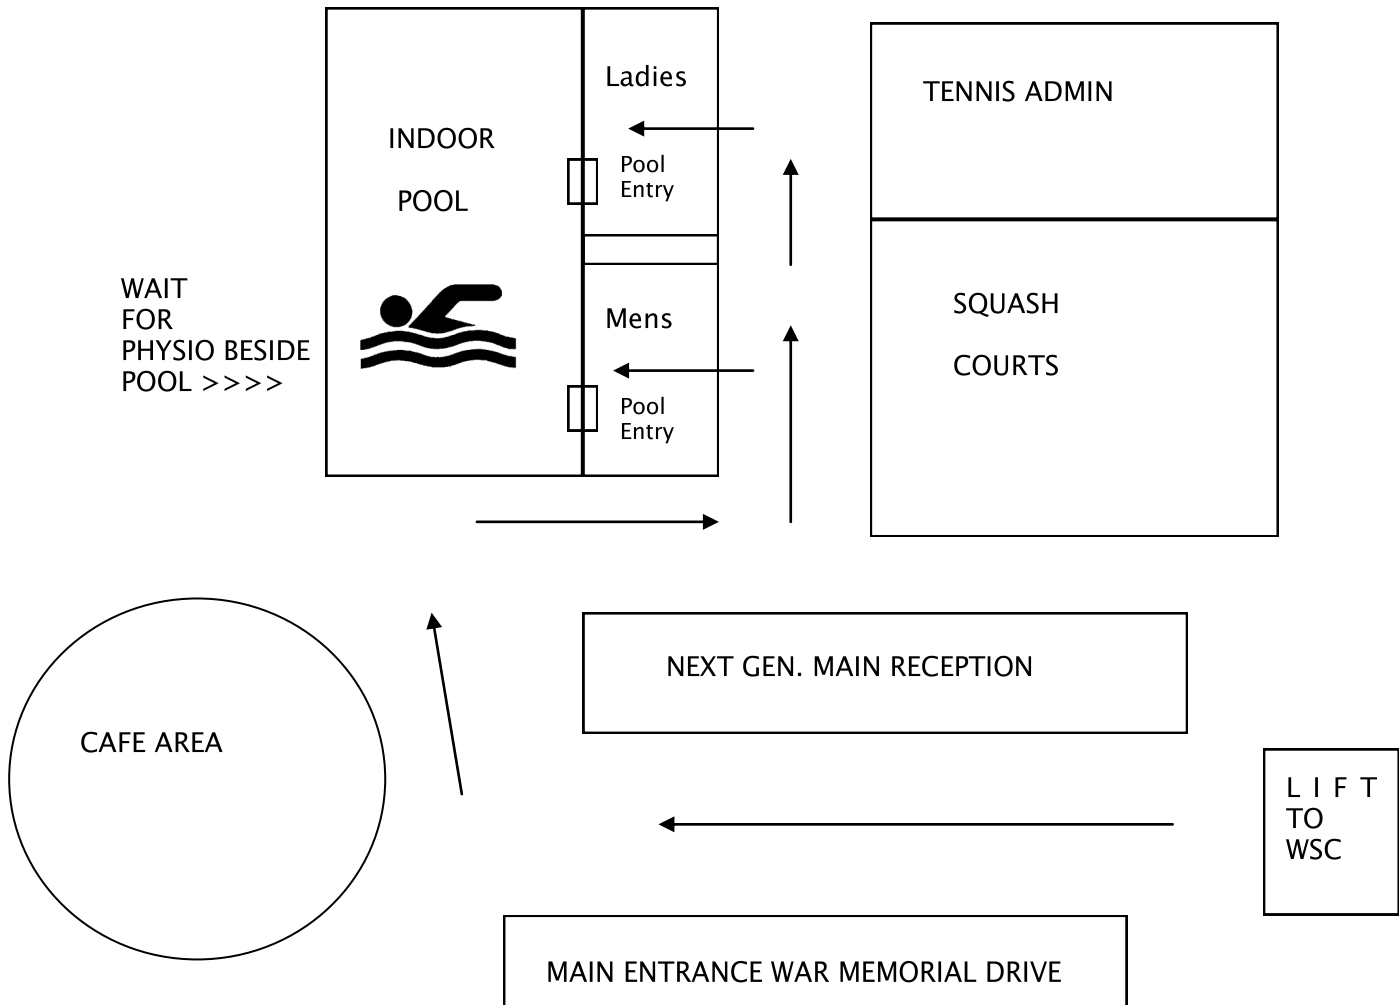 Ladies
TENNIS ADMIN
INDOOR
POOL
Pool
Entry
WAIT
FOR
PHYSIO BESIDE
POOL >>>>
Mens
SQUASH
COURTS
Pool
Entry
NEXT GEN. MAIN RECEPTION
CAFE AREA
L I F T
TO
WSC
MAIN ENTRANCE WAR MEMORIAL DRIVE